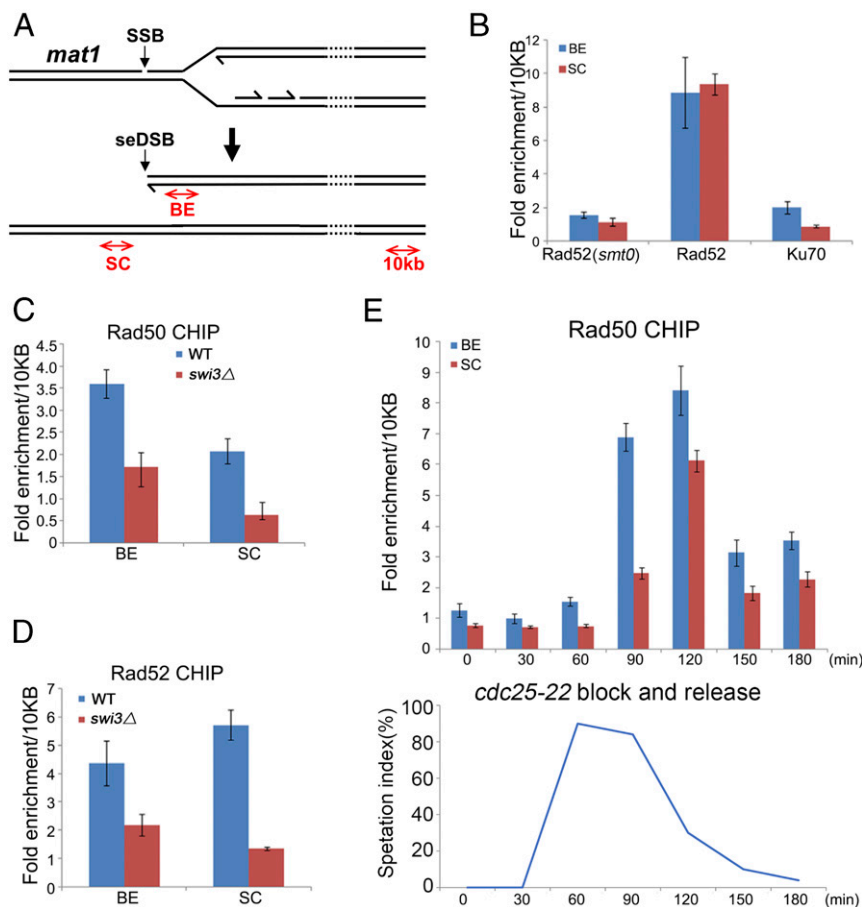 A
SSB
mat1
seDSB
BE
SC
10kb
B
Fold enrichment/10KB
12
10
8
6
4
2
0
BE
SC
Rad52(smt0)
Rad52
Ku70
C
Rad50 CHIP
Fold enrichment/10KB
4.5
4.0
3.5
3.0
2.5
2.0
1.5
1.0
0.5
0
WT
swi3△
BE
SC
D
Rad52 CHIP
Fold enrichment/10KB
7
6
5
4
3
2
1
0
WT
swi3△
BE
SC
E
Rad50 CHIP
BE
SC
Fold enrichment/10KB
10
9
8
7
6
5
4
3
2
1
0
0 30 60 90 120 150 180 (min)
cdc25-22 block and release
Spetation index(%)
100
80
60
40
20
0
0 30 60 90 120 150 180 (min)